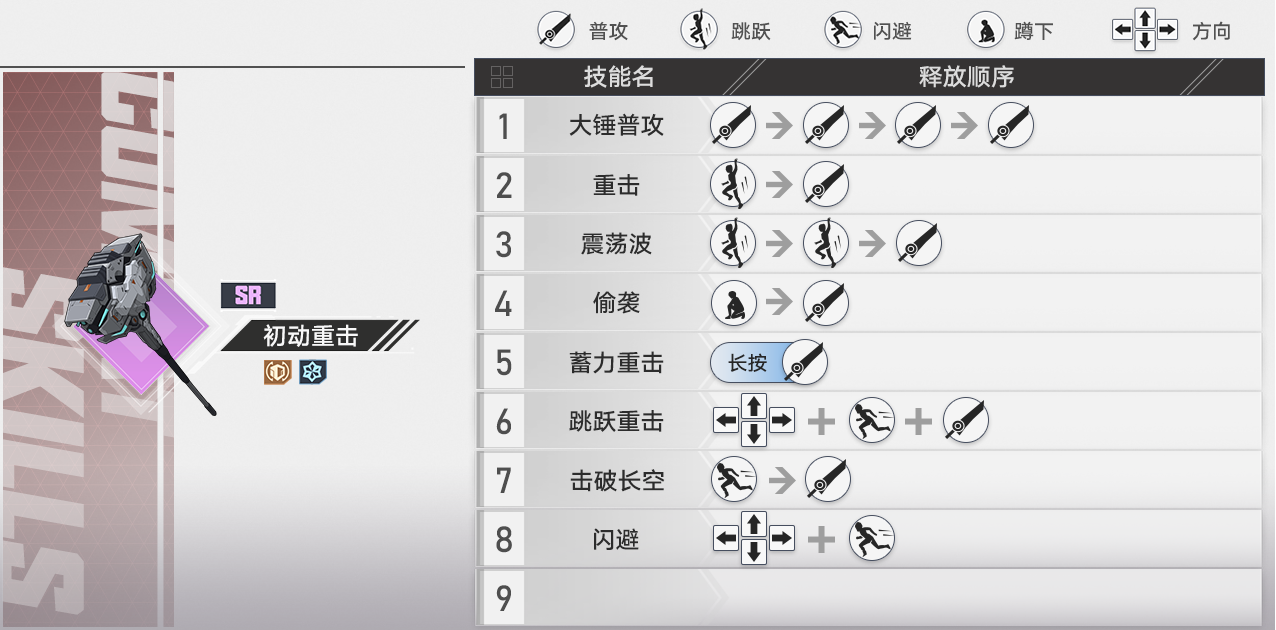 普攻 跳跃 闪避 蹲下 方向
技能名 释放顺序
1 大锤普攻
2 重击
3 震荡波
4 偷袭
5 蓄力重击 长按
6 跳跃重击
7 击破长空
8 闪避
9
SR
初动重击
SKILLS